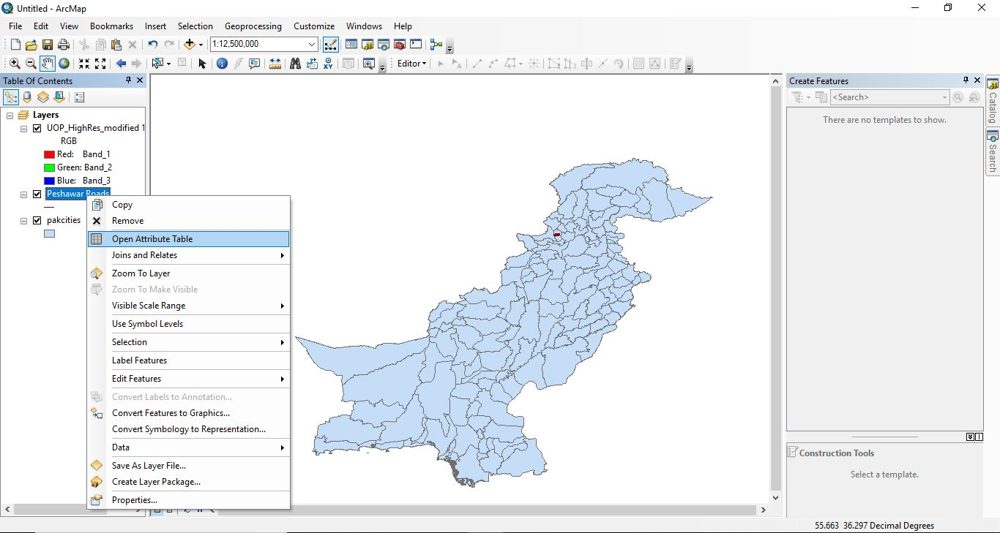 Untitled - ArcMap
File Edit View Bookmarks Insert Selection Geoprocessing Customize Windows Help
1:12,500,000
Editor
Table Of Contents
Layers
UOP_HighRes_modified 1
RGB
Red: Band_1
Green: Band_2
Blue: Band_3
Peshawar Roads
pakcities
Copy
Remove
Open Attribute Table
Joins and Relates
Zoom To Layer
Zoom To Make Visible
Visible Scale Range
Use Symbol Levels
Selection
Label Features
Edit Features
Convert Labels to Annotation...
Convert Features to Graphics...
Convert Symbology to Representation...
Data
Save As Layer File...
Create Layer Package...
Properties...
Create Features
<Search>
There are no templates to show.
Construction Tools
Select a template.
Catalog
Search
55.663 36.297 Decimal Degrees